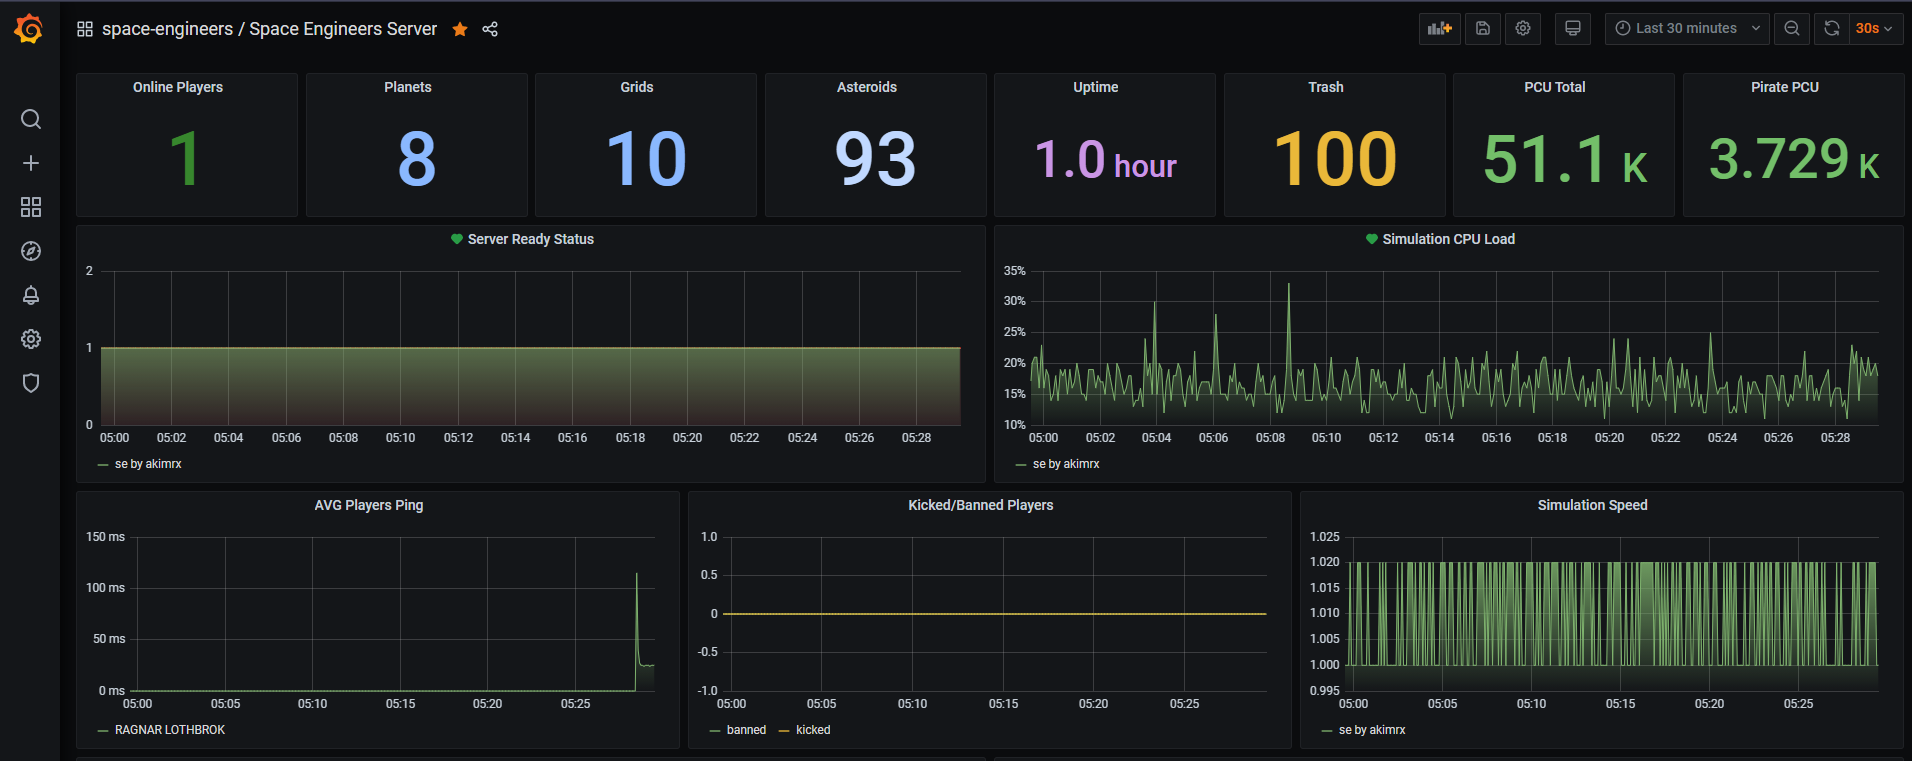 space-engineers / Space Engineers Server
Last 30 minutes
30s
Online Players
1
Planets
8
Grids
10
Asteroids
93
Uptime
1.0 hour
Trash
100
PCU Total
51.1 K
Pirate PCU
3.729 K
Server Ready Status
2
1
0
05:00 05:02 05:04 05:06 05:08 05:10 05:12 05:14 05:16 05:18 05:20 05:22 05:24 05:26 05:28
se by akimrx
Simulation CPU Load
35%
30%
25%
20%
15%
10%
05:00 05:02 05:04 05:06 05:08 05:10 05:12 05:14 05:16 05:18 05:20 05:22 05:24 05:26 05:28
se by akimrx
AVG Players Ping
150 ms
100 ms
50 ms
0 ms
05:00 05:05 05:10 05:15 05:20 05:25
RAGNAR LOTHBROK
Kicked/Banned Players
1.0
0.5
0
-0.5
-1.0
05:00 05:05 05:10 05:15 05:20 05:25
banned kicked
Simulation Speed
1.025
1.020
1.015
1.010
1.005
1.000
0.995
05:00 05:05 05:10 05:15 05:20 05:25
se by akimrx